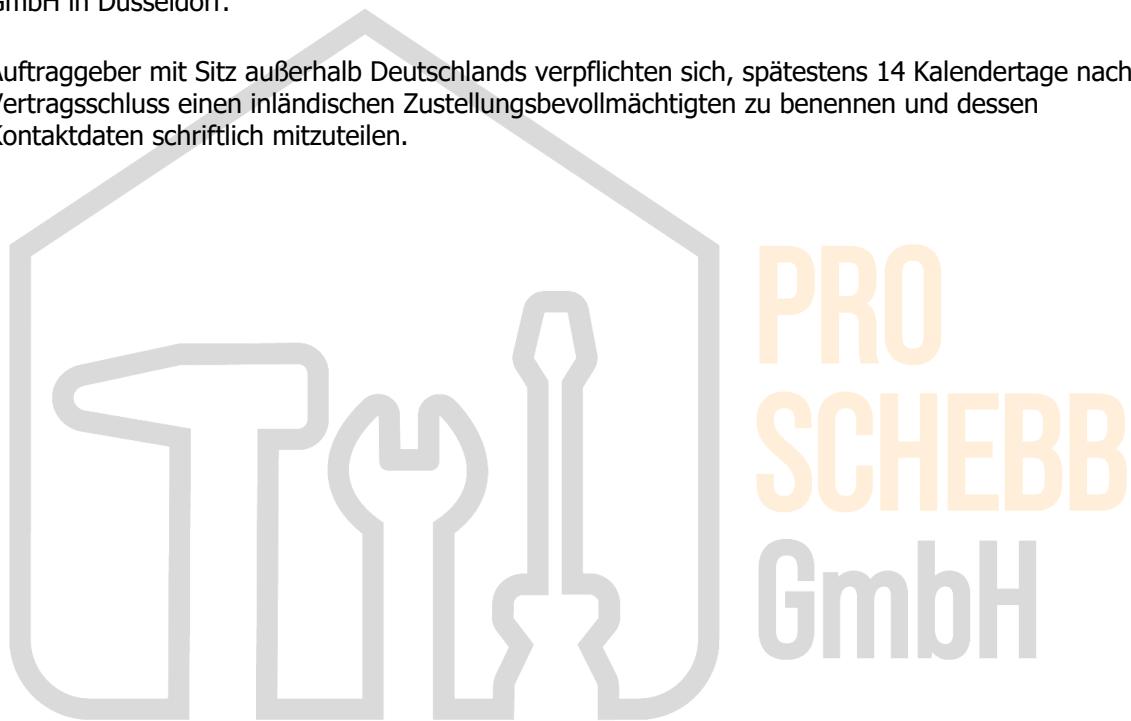 GmbH in Düsseldorf.
Auftraggeber mit Sitz außerhalb Deutschlands verpflichten sich, spätestens 14 Kalendertage nach
Vertragsschluss einen inländischen Zustellungsbevollmächtigten zu benennen und dessen
Kontaktdaten schriftlich mitzuteilen.
PRO
SCHEBB
GmbH